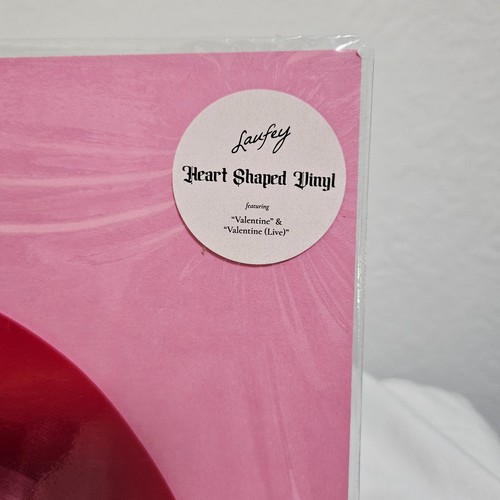 Laufey
Heart Shaped Vinyl
featuring
“Valentine” &
“Valentine (Live)”